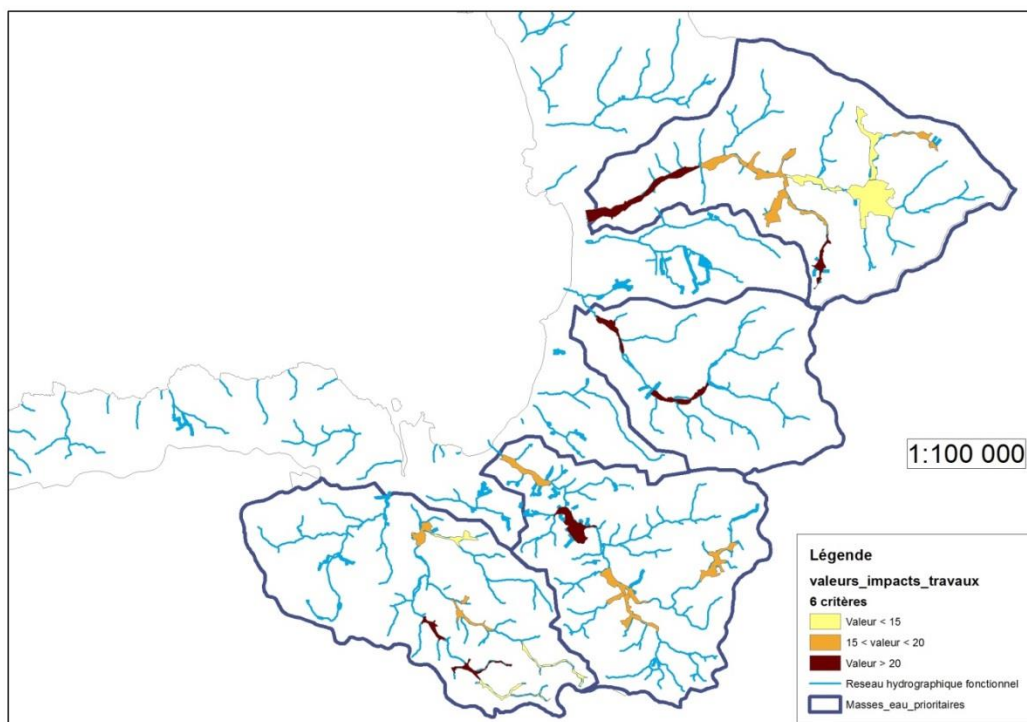 1:100 000
Légende
valeurs_impacts_travaux
6 critères
Valeur < 15
15 < valeur < 20
Valeur > 20
Reseau hydrographique fonctionnel
Masses_eau_prioritaires